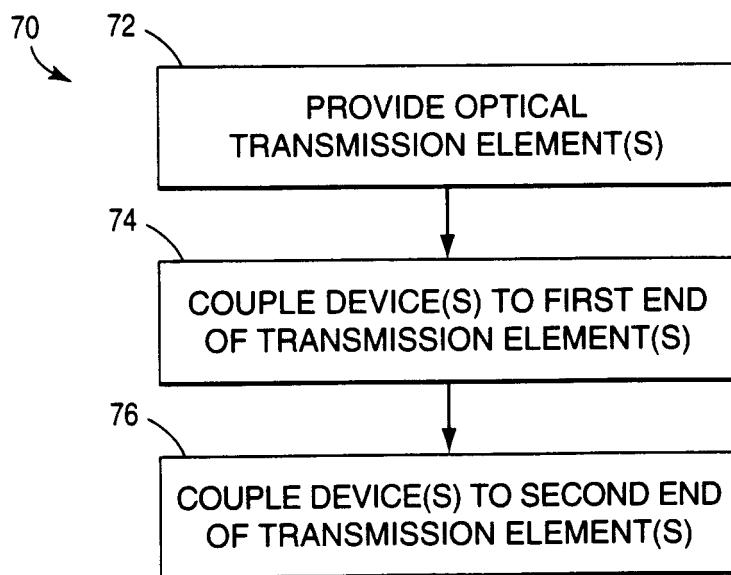 70
72
PROVIDE OPTICAL
TRANSMISSION ELEMENT(S)
74
COUPLE DEVICE(S) TO FIRST END
OF TRANSMISSION ELEMENT(S)
76
COUPLE DEVICE(S) TO SECOND END
OF TRANSMISSION ELEMENT(S)